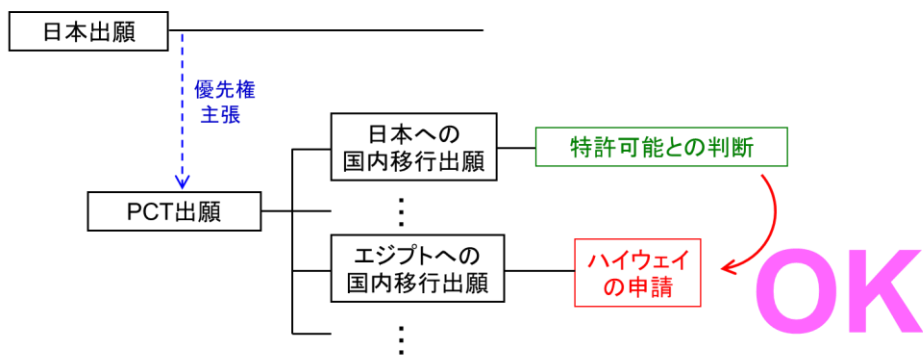 日本出願
優先権
主張
日本への
国内移行出願
特許可能との判断
PCT出願
⋮
エジプトへの
国内移行出願
ハイウェイ
の申請
OK
⋮